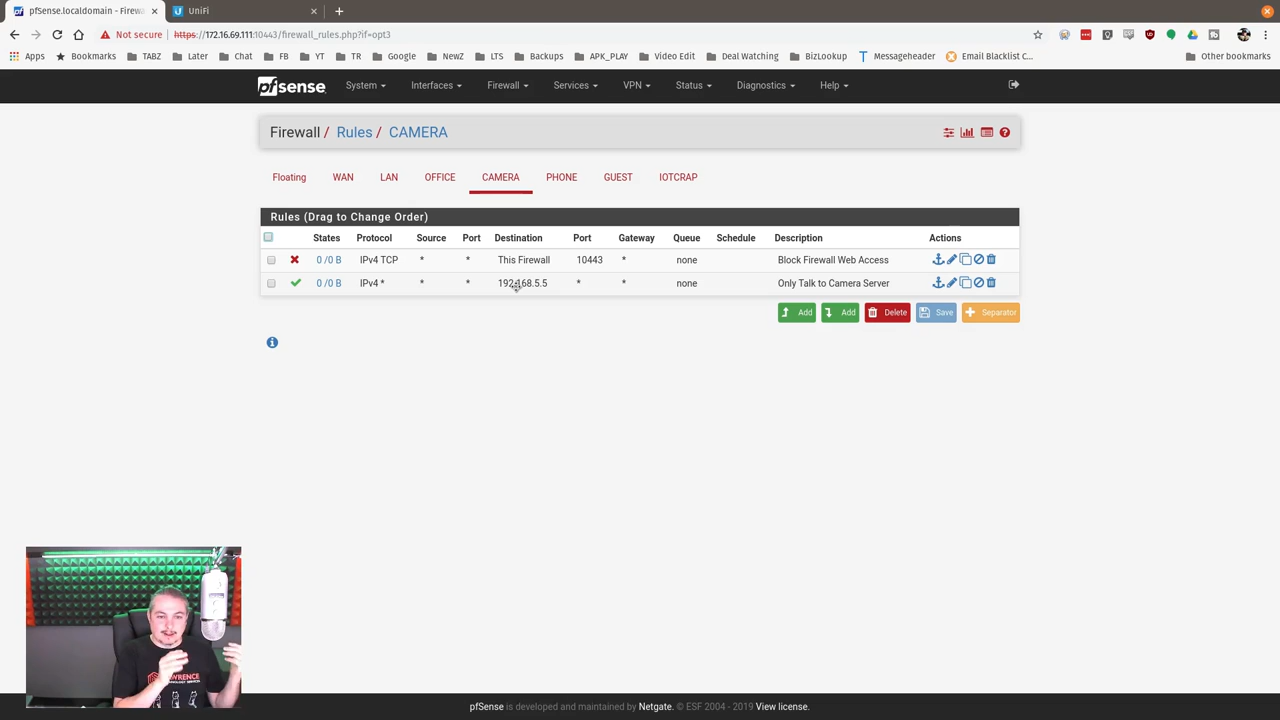 pfSense.localdomain - Firewa
UniFi
Not secure
https://172.16.69.111:10443/firewall_rules.php?if=opt3
Apps
Bookmarks
TABZ
Later
Chat
FB
YT
TR
Google
NewZ
LTS
Backups
APK_PLAY
Video Edit
Deal Watching
BizLookup
Messageheader
Email Blacklist C...
Other bookmarks
pfsense
System
Interfaces
Firewall
Services
VPN
Status
Diagnostics
Help
Firewall / Rules / CAMERA
Floating WAN LAN OFFICE CAMERA PHONE GUEST IOTCRAP
Rules (Drag to Change Order)
States Protocol Source Port Destination Port Gateway Queue Schedule Description Actions
0 /0 B IPv4 TCP * * This Firewall 10443 * none Block Firewall Web Access
0 /0 B IPv4 * * * 192.168.5.5 * * none Only Talk to Camera Server
Add Add Delete Save Separator
LAWRENCE
pfSense is developed and maintained by Netgate. © ESF 2004 - 2019 View license.